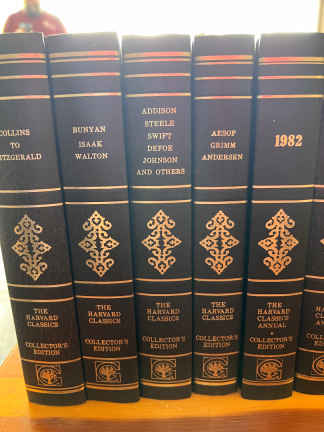 COLLINS
TO
FITZGERALD
THE
HARVARD
CLASSICS
COLLECTOR'S
EDITION
BUNYAN
ISAAK
WALTON
THE
HARVARD
CLASSICS
COLLECTOR'S
EDITION
ADDISON
STEELE
SWIFT
DEFOE
JOHNSON
AND OTHERS
THE
HARVARD
CLASSICS
COLLECTOR'S
EDITION
AESOP
GRIMM
ANDERSEN
THE
HARVARD
CLASSICS
COLLECTOR'S
EDITION
1982
THE
HARVARD
CLASSICS
ANNUAL
COLLECTOR'S
EDITION